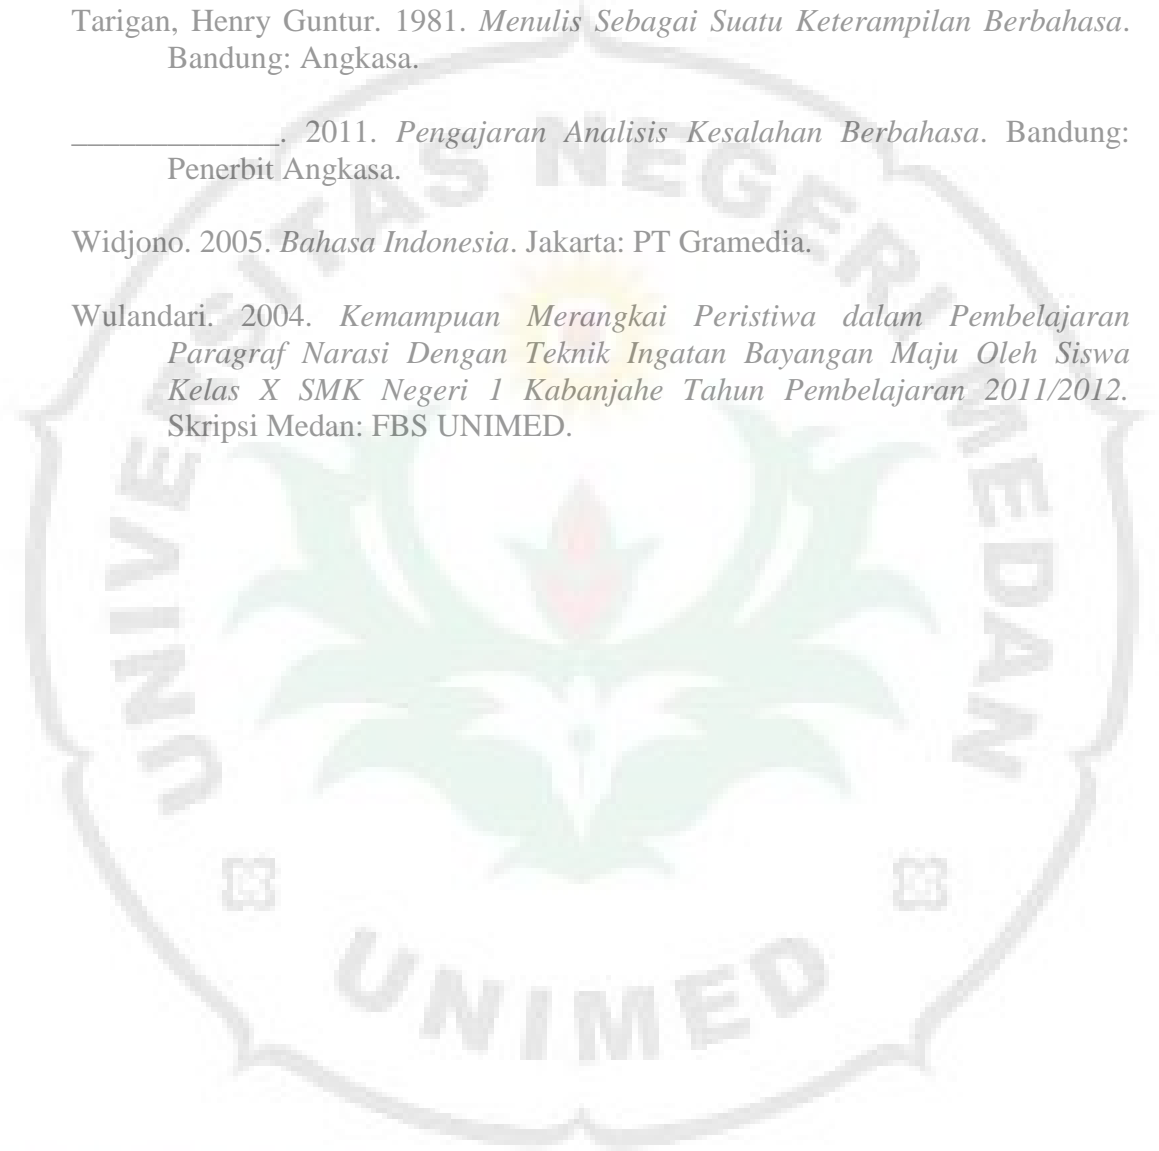 Tarigan, Henry Guntur. 1981. Menulis Sebagai Suatu Keterampilan Berbahasa.
Bandung: Angkasa.
_____________. 2011. Pengajaran Analisis Kesalahan Berbahasa. Bandung:
Penerbit Angkasa.
Widjono. 2005. Bahasa Indonesia. Jakarta: PT Gramedia.
Wulandari. 2004. Kemampuan Merangkai Peristiwa dalam Pembelajaran
Paragraf Narasi Dengan Teknik Ingatan Bayangan Maju Oleh Siswa
Kelas X SMK Negeri 1 Kabanjahe Tahun Pembelajaran 2011/2012.
Skripsi Medan: FBS UNIMED.
UNIVERSITAS NEGERI MEDAN
UNIMED